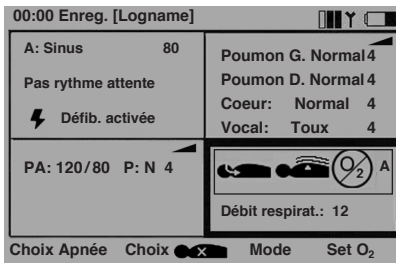 00:00 Enreg. [Logname]
A: Sinus 80
Pas rythme attente
Défib. activée
Poumon G. Normal 4
Poumon D. Normal 4
Coeur: Normal 4
Vocal: Toux 4
PA: 120/80 P: N 4
O2 A
Débit respirat.: 12
Choix Apnée Choix X Mode Set O2